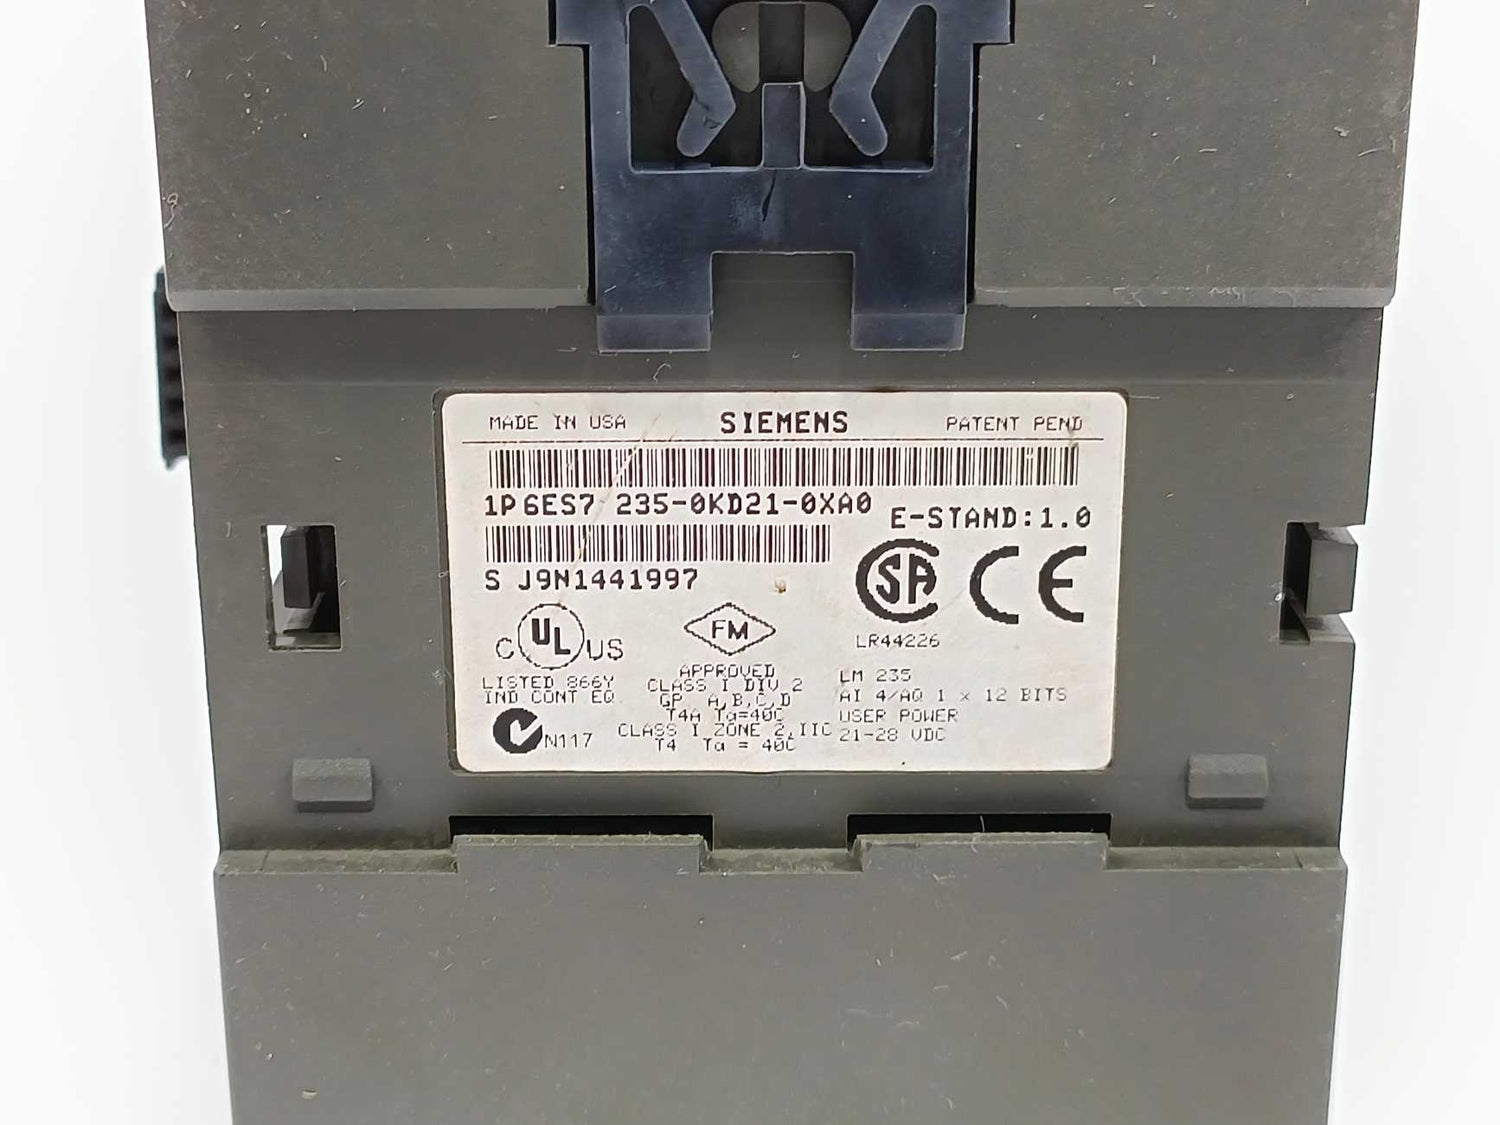 MADE IN USA SIEMENS PATENT PEND
1P 6ES7 235-0KD21-0XA0
E-STAND:1.0
S J9N1441997
SA CE
C UL US
FM
LR44226
LISTED 866Y
IND CONT EQ
N117
APPROVED
CLASS I DIV 2
GP A,B,C,D
T4A Ta=40C
CLASS I ZONE 2,IIC
T4 Ta = 40C
LM 235
AI 4/AQ 1 x 12 BITS
USER POWER
21-28 VDC